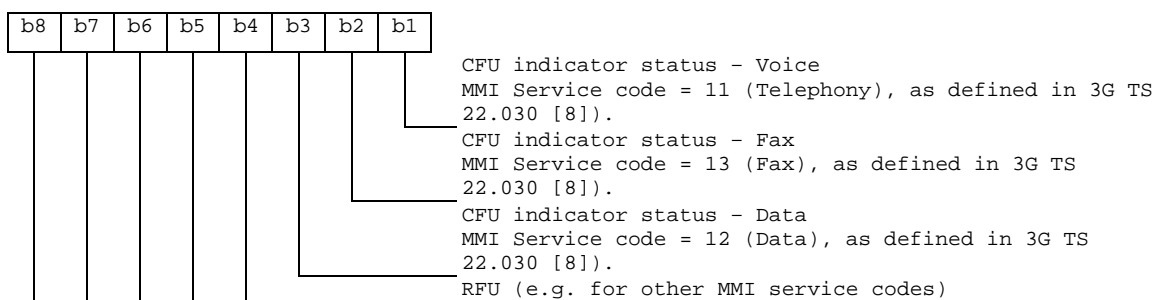 b8 b7 b6 b5 b4 b3 b2 b1
CFU indicator status – Voice
MMI Service code = 11 (Telephony), as defined in 3G TS
22.030 [8]).
CFU indicator status – Fax
MMI Service code = 13 (Fax), as defined in 3G TS
22.030 [8]).
CFU indicator status – Data
MMI Service code = 12 (Data), as defined in 3G TS
22.030 [8]).
RFU (e.g. for other MMI service codes)